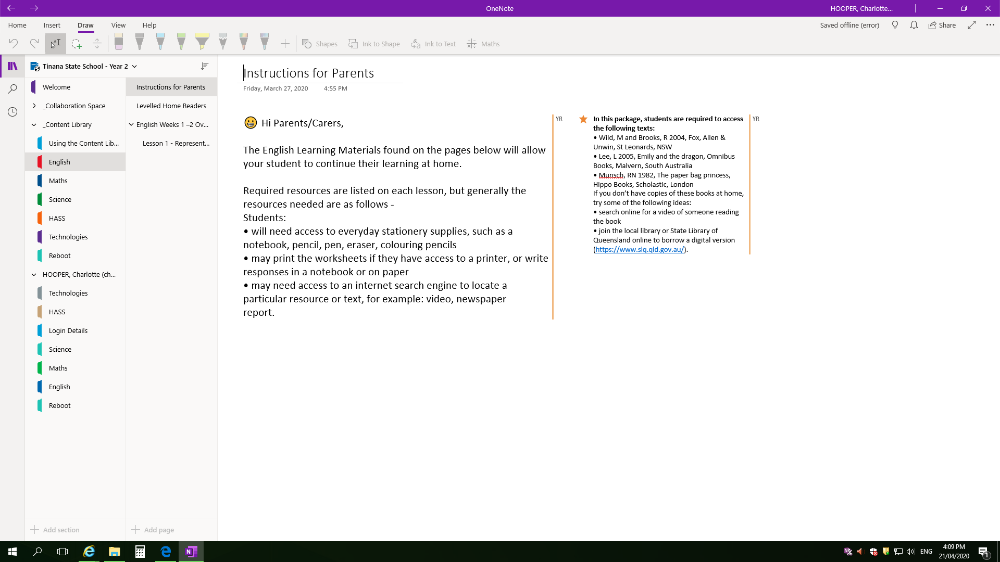 OneNote
HOOPER, Charlotte...
Home
Insert
Draw
View
Help
Saved offline (error)
Share
Shapes
Ink to Shape
Ink to Text
Maths
Tinana State School - Year 2
Welcome
_Collaboration Space
_Content Library
Using the Content Lib...
English
Maths
Science
HASS
Technologies
Reboot
HOOPER, Charlotte (ch...
Technologies
HASS
Login Details
Science
Maths
English
Reboot
Add section
Instructions for Parents
Levelled Home Readers
English Weeks 1 –2 Ov...
Lesson 1 - Represent...
Add page
Instructions for Parents
Friday, March 27, 2020 4:55 PM
Hi Parents/Carers,
The English Learning Materials found on the pages below will allow
your student to continue their learning at home.
Required resources are listed on each lesson, but generally the
resources needed are as follows -
Students:
• will need access to everyday stationery supplies, such as a
notebook, pencil, pen, eraser, colouring pencils
• may print the worksheets if they have access to a printer, or write
responses in a notebook or on paper
• may need access to an internet search engine to locate a
particular resource or text, for example: video, newspaper
report.
YR
In this package, students are required to access
the following texts:
• Wild, M and Brooks, R 2004, Fox, Allen &
Unwin, St Leonards, NSW
• Lee, L 2005, Emily and the dragon, Omnibus
Books, Malvern, South Australia
• Munsch, RN 1982, The paper bag princess,
Hippo Books, Scholastic, London
If you don’t have copies of these books at home,
try some of the following ideas:
• search online for a video of someone reading
the book
• join the local library or State Library of
Queensland online to borrow a digital version
(https://www.slq.qld.gov.au/).
YR
ENG
4:09 PM
21/04/2020
1